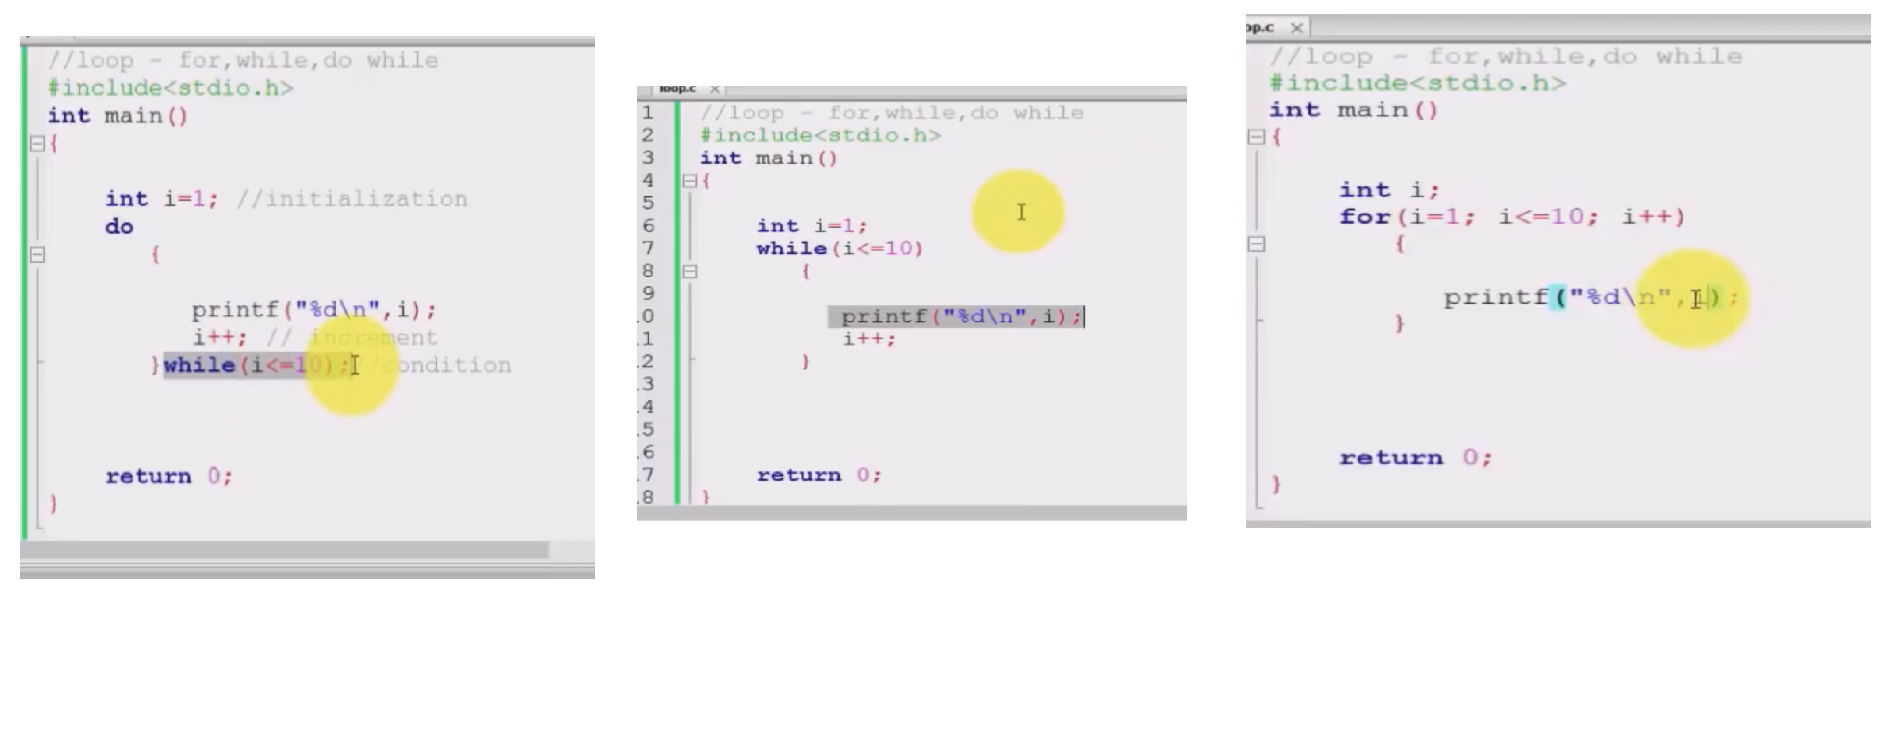 //loop - for,while,do while
#include<stdio.h>
int main()
{
int i=1; //initialization
do
{
printf("%d\n",i);
i++; // increment
}while(i<=10);//condition
return 0;
}
loop.c
1 //loop - for,while,do while
2 #include<stdio.h>
3 int main()
4 {
5
6 int i=1;
7 while(i<=10)
8 {
9
.0 printf("%d\n",i);
.1 i++;
.2 }
.3
.4
.5
.6
.7 return 0;
.8 }
op.c
//loop - for,while,do while
#include<stdio.h>
int main()
{
int i;
for(i=1; i<=10; i++)
{
printf("%d\n",i);
}
return 0;
}